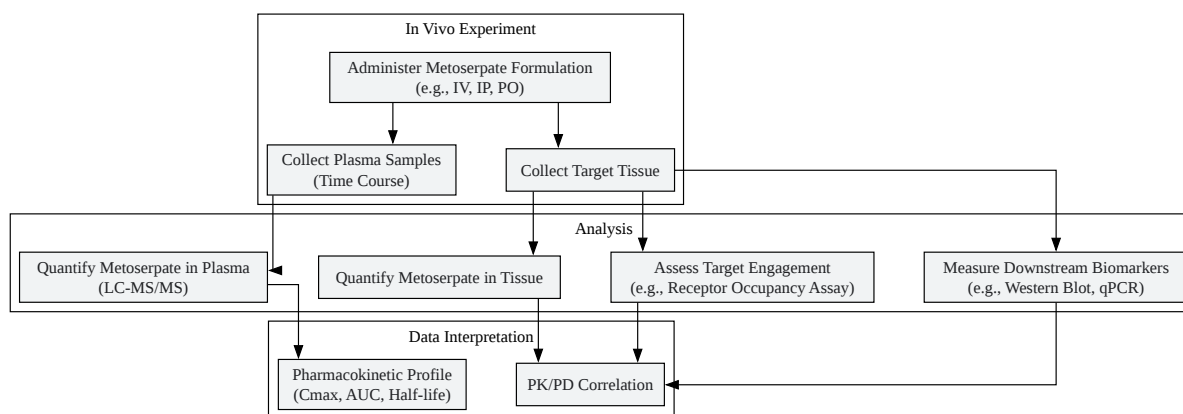 In Vivo Experiment
Administer Metoserpate Formulation
(e.g., IV, IP, PO)
Collect Plasma Samples
(Time Course)
Collect Target Tissue
Analysis
Quantify Metoserpate in Plasma
(LC-MS/MS)
Quantify Metoserpate in Tissue
Assess Target Engagement
(e.g., Receptor Occupancy Assay)
Measure Downstream Biomarkers
(e.g., Western Blot, qPCR)
Data Interpretation
Pharmacokinetic Profile
(Cmax, AUC, Half-life)
PK/PD Correlation